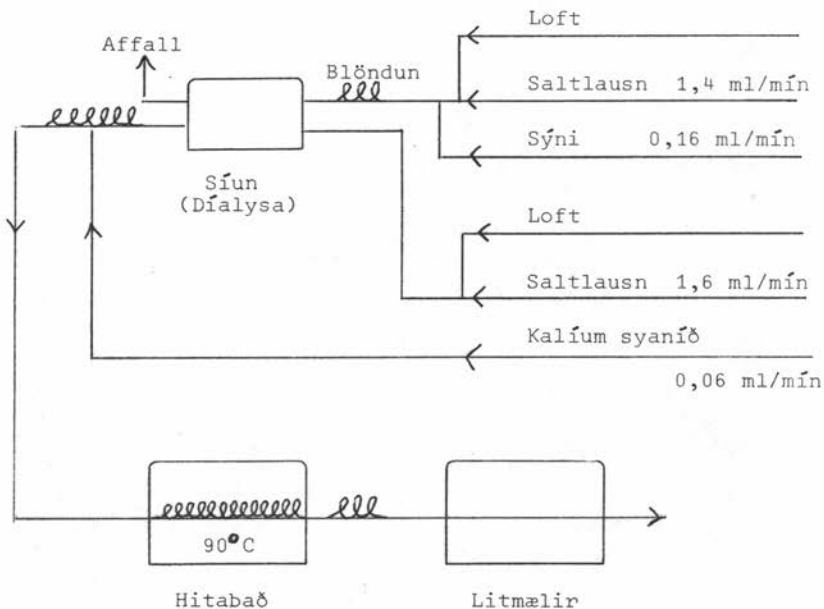 Loft
Affall
Blöndun
Saltlausn 1,4 ml/mín
Sýni 0,16 ml/mín
Síun
(Díalysa)
Loft
Saltlausn 1,6 ml/mín
Kalíum syaníð
0,06 ml/mín
90°C
Hitabað
Litmælir